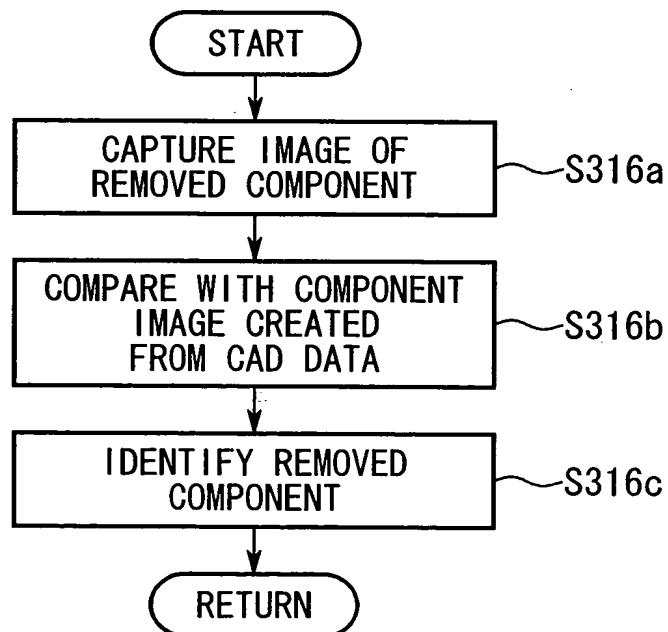 START
CAPTURE IMAGE OF
REMOVED COMPONENT
S316a
COMPARE WITH COMPONENT
IMAGE CREATED
FROM CAD DATA
S316b
IDENTIFY REMOVED
COMPONENT
S316c
RETURN